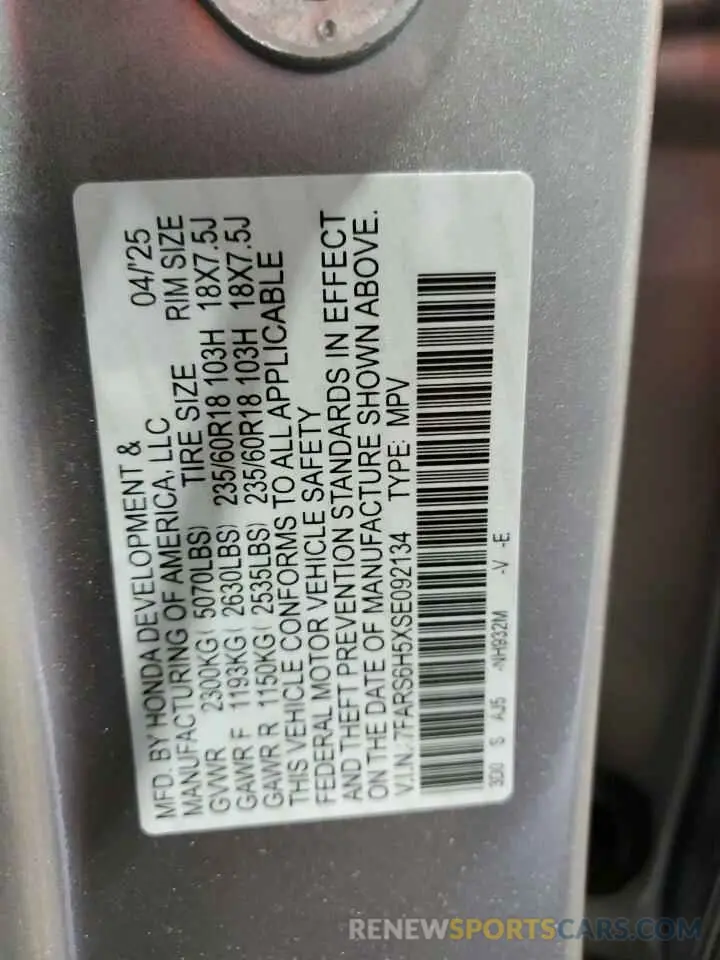 MFD. BY HONDA DEVELOPMENT & 04/'25
MANUFACTURING OF AMERICA, LLC
TIRE SIZE RIM SIZE
GVWR 2300KG( 5070LBS)
GAWR F 1193KG( 2630LBS) 235/60R18 103H 18X7.5J
GAWR R 1150KG( 2535LBS) 235/60R18 103H 18X7.5J
THIS VEHICLE CONFORMS TO ALL APPLICABLE
FEDERAL MOTOR VEHICLE SAFETY
AND THEFT PREVENTION STANDARDS IN EFFECT
ON THE DATE OF MANUFACTURE SHOWN ABOVE.
V.I.N.: 7FARS6H5XSE092134 TYPE: MPV
3D0 S AJ5 -NH932M -V -E
RENEWSPORTSCARS.COM